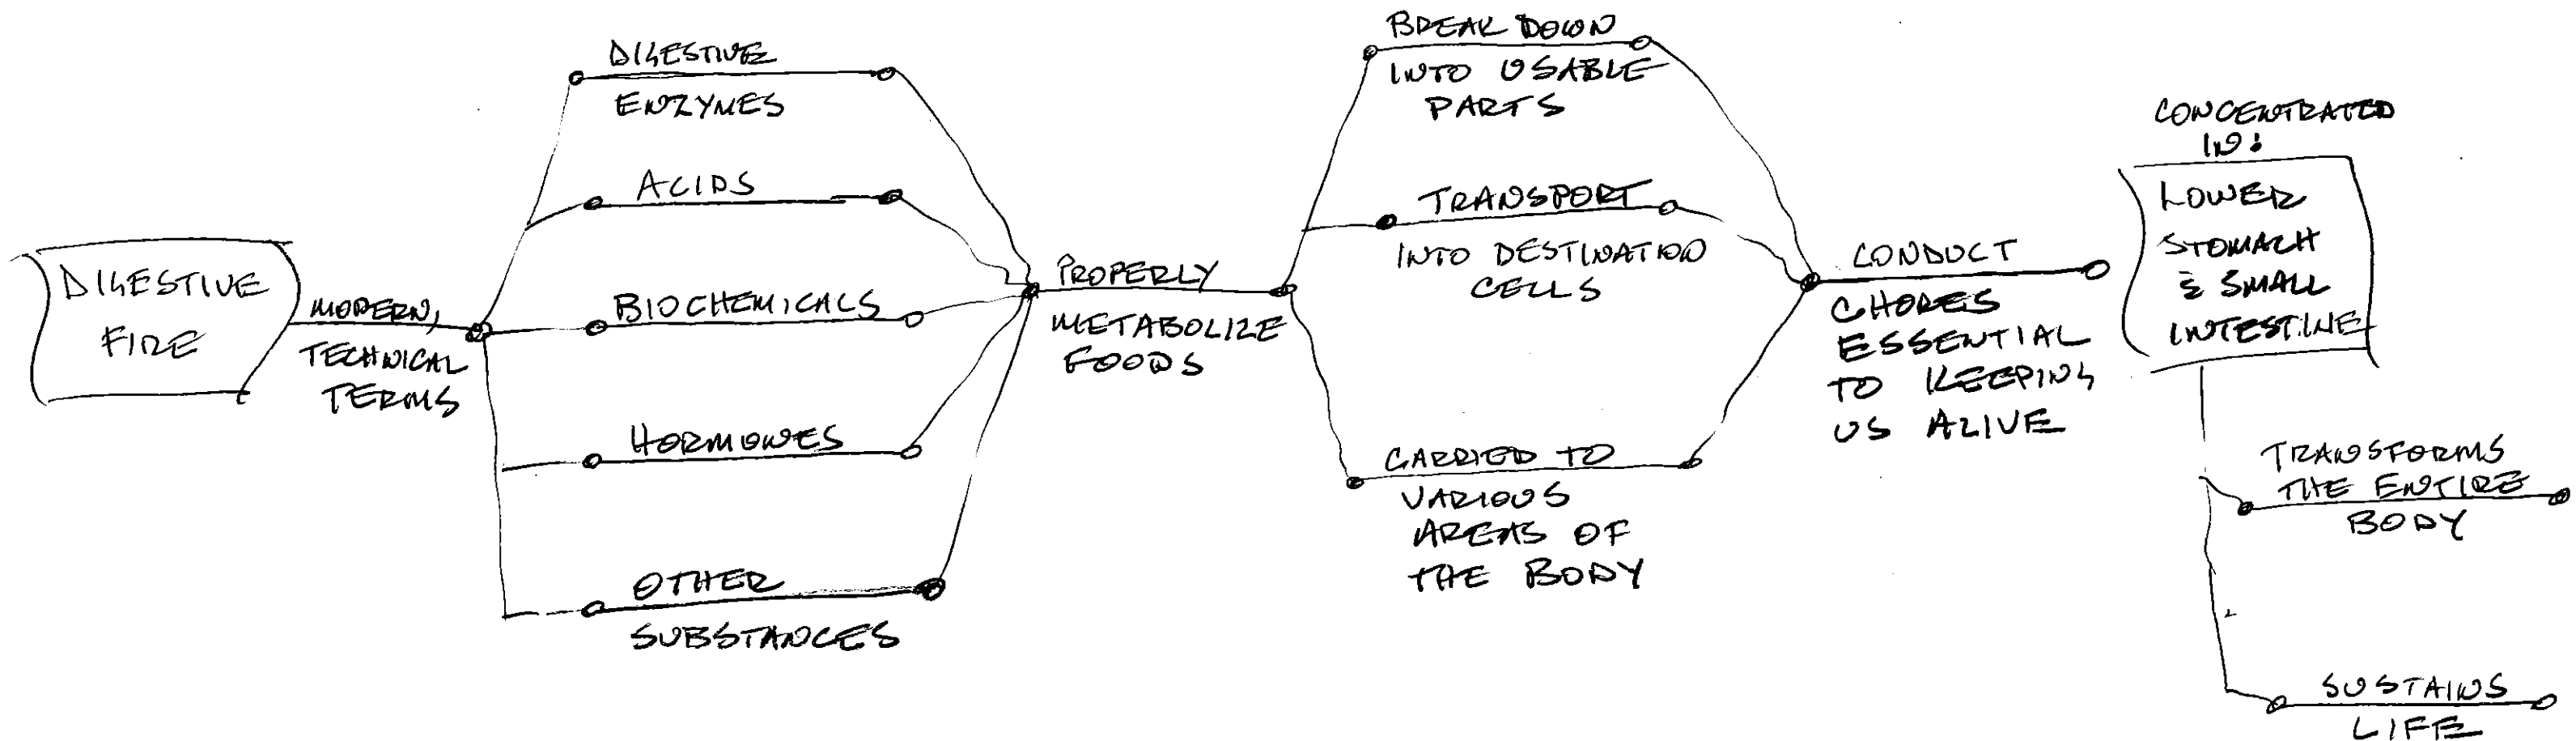 DIGESTIVE
FIRE
MODERN,
TECHNICAL
TERMS
DIGESTIVE
ENZYMES
ACIDS
BIOCHEMICALS
HORMONES
OTHER
SUBSTANCES
PROPERLY
METABOLIZE
FOODS
BREAK DOWN
INTO USABLE
PARTS
TRANSPORT
INTO DESTINATION
CELLS
CARRIED TO
VARIOUS
AREAS OF
THE BODY
CONDUCT
CHORES
ESSENTIAL
TO KEEPING
US ALIVE
CONCENTRATED
IN:
LOWER
STOMACH
& SMALL
INTESTINE
TRANSFORMS
THE ENTIRE
BODY
SUSTAINS
LIFE